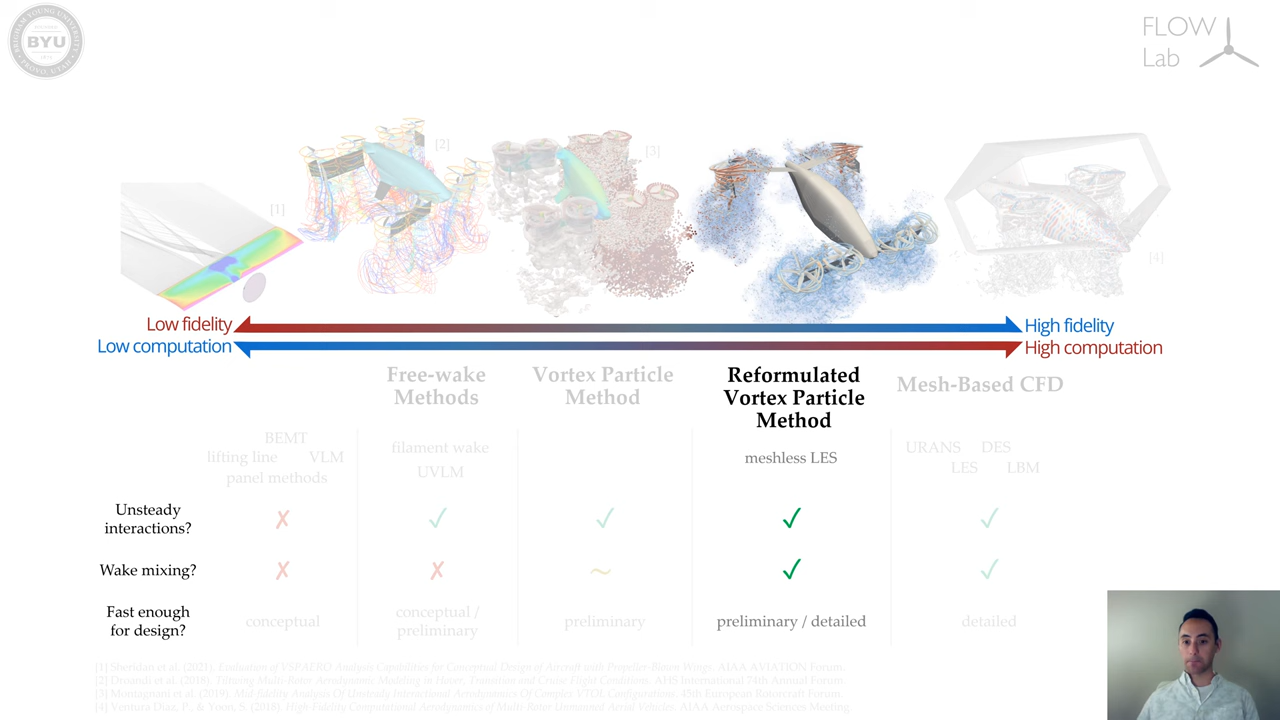 BRIGHAM YOUNG UNIVERSITY
BYU
PROVO, UTAH
FLOW
Lab
[1]
[2]
[3]
[4]
Low fidelity
High fidelity
Low computation
High computation
Free-wake
Methods
Vortex Particle
Method
Reformulated
Vortex Particle
Method
Mesh-Based CFD
BEMT
lifting line VLM
panel methods
filament wake
UVLM
meshless LES
URANS DES
LES LBM
Unsteady
interactions?
✗ ✓ ✓ ✓ ✓
Wake mixing?
✗ ✗ ~ ✓ ✓
Fast enough
for design?
conceptual
conceptual /
preliminary
preliminary
preliminary / detailed
detailed
[1] Sheridan et al. (2021). Evaluation of VSPAERO Analysis Capabilities for Conceptual Design of Aircraft with Propeller-Blown Wings. AIAA AVIATION Forum.
[2] Droandi et al. (2018). Tiltwing Multi-Rotor Aerodynamic Modeling in Hover, Transition and Cruise Flight Conditions. AHS International 74th Annual Forum.
[3] Montagnani et al. (2019). Mid-fidelity Analysis Of Unsteady Interactional Aerodynamics Of Complex VTOL Configurations. 45th European Rotorcraft Forum.
[4] Ventura Diaz, P., & Yoon, S. (2018). High-Fidelity Computational Aerodynamics of Multi-Rotor Unmanned Aerial Vehicles. AIAA Aerospace Sciences Meeting.